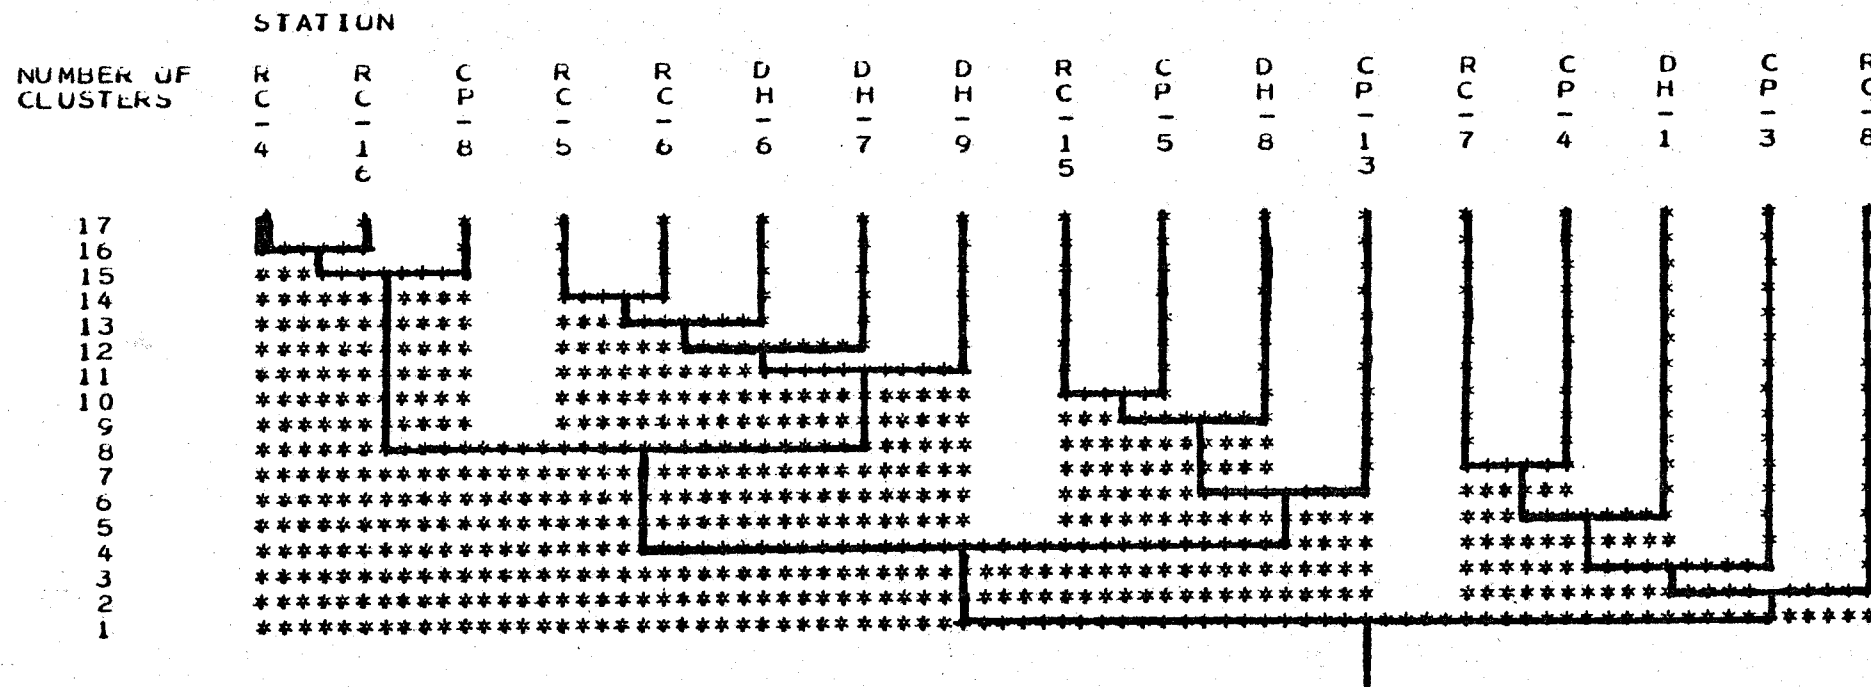 STATION
NUMBER OF R R C R R D D D R C D C R C D C R
CLUSTERS C C P C C H H H C P H P C P H P C
- - - - - - - - - - - - - - - -
4 1 8 5 6 6 7 9 1 5 8 1 7 4 1 3 8
6 5 3
17
16
15
14
13
12
11
10
9
8
7
6
5
4
3
2
1